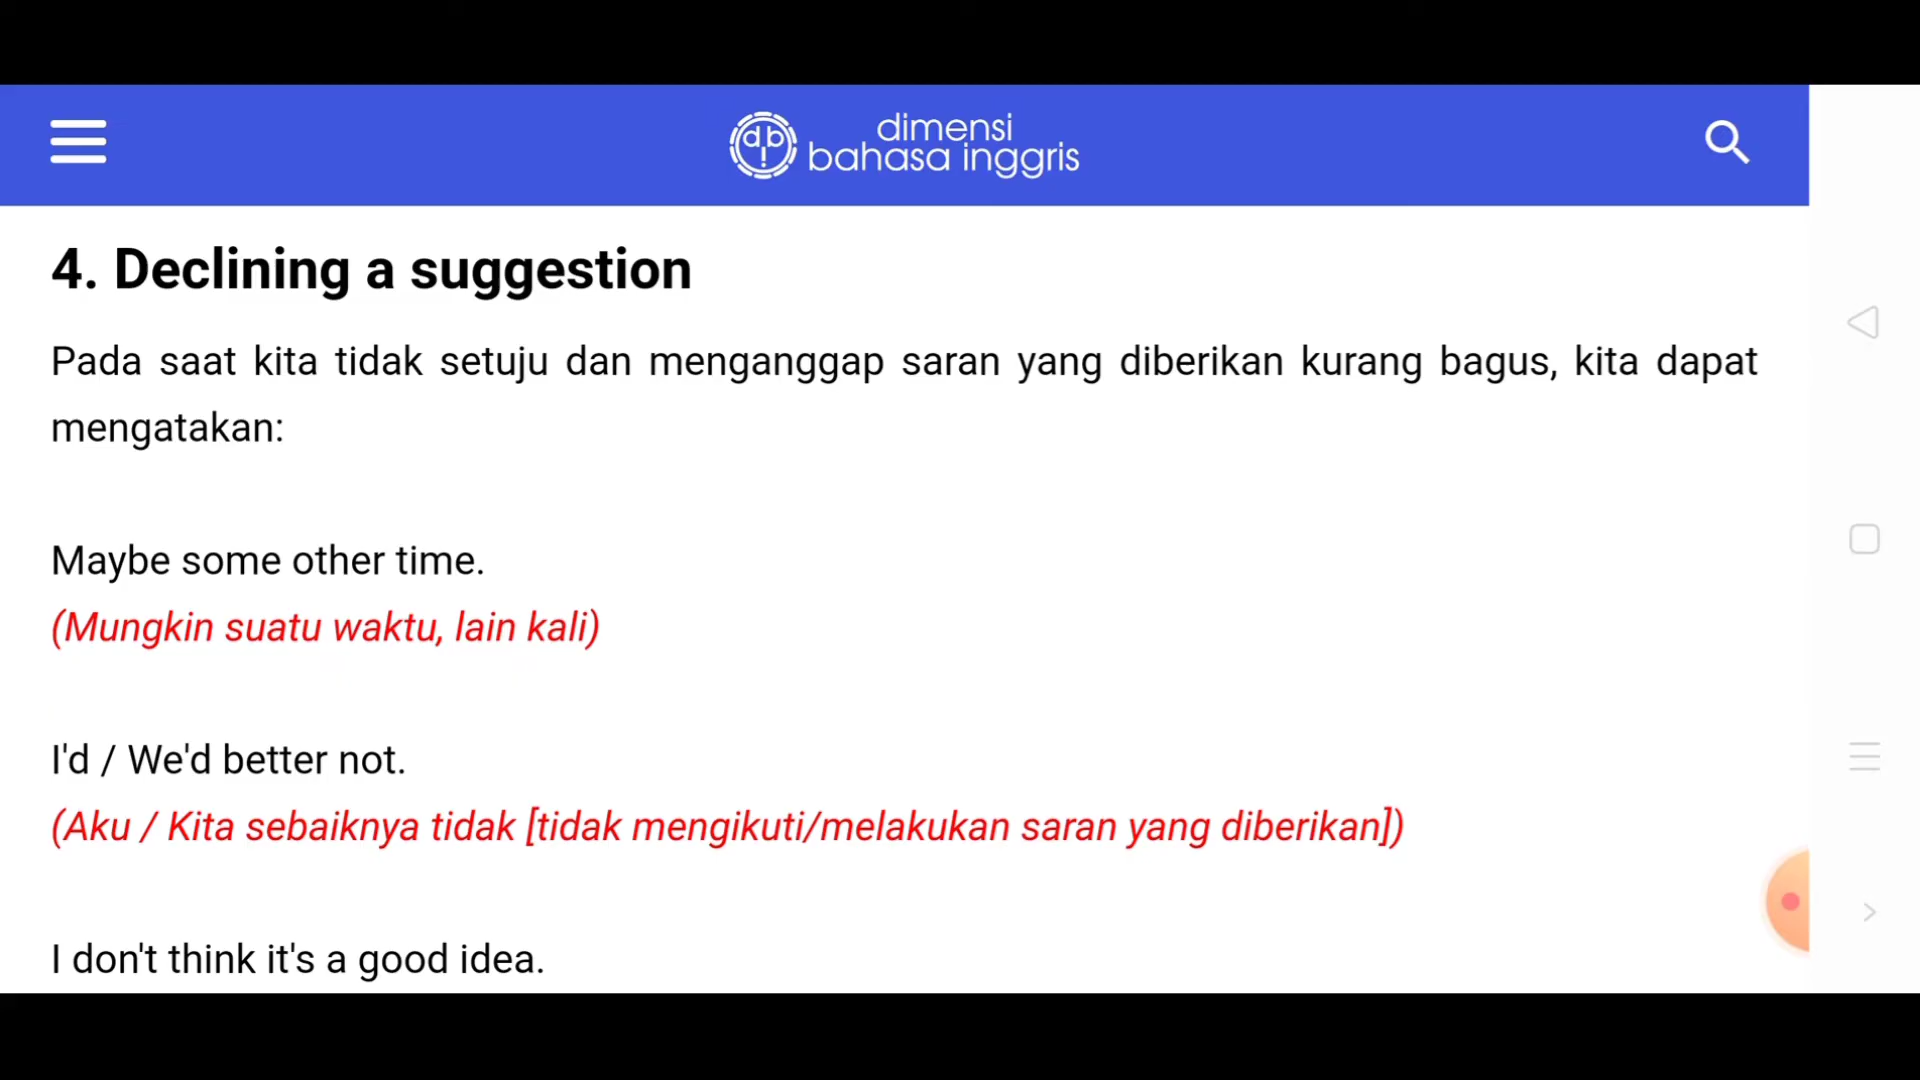 dbi!
dimensi
bahasa inggris
4. Declining a suggestion
Pada saat kita tidak setuju dan menganggap saran yang diberikan kurang bagus, kita dapat
mengatakan:
Maybe some other time.
(Mungkin suatu waktu, lain kali)
I'd / We'd better not.
(Aku / Kita sebaiknya tidak [tidak mengikuti/melakukan saran yang diberikan])
I don't think it's a good idea.